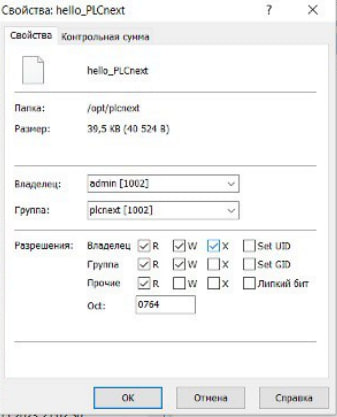 Свойства: hello_PLCnext ? ×
Свойства Контрольная сумма
hello_PLCnext
Папка: /opt/plcnext
Размер: 39,5 KB (40 524 B)
Владелец: admin [1002]
Группа: plcnext [1002]
Разрешения: Владелец R W X Set UID
Группа R W X Set GID
Прочие R W X Липкий бит
Oct: 0764
OK Отмена Справка